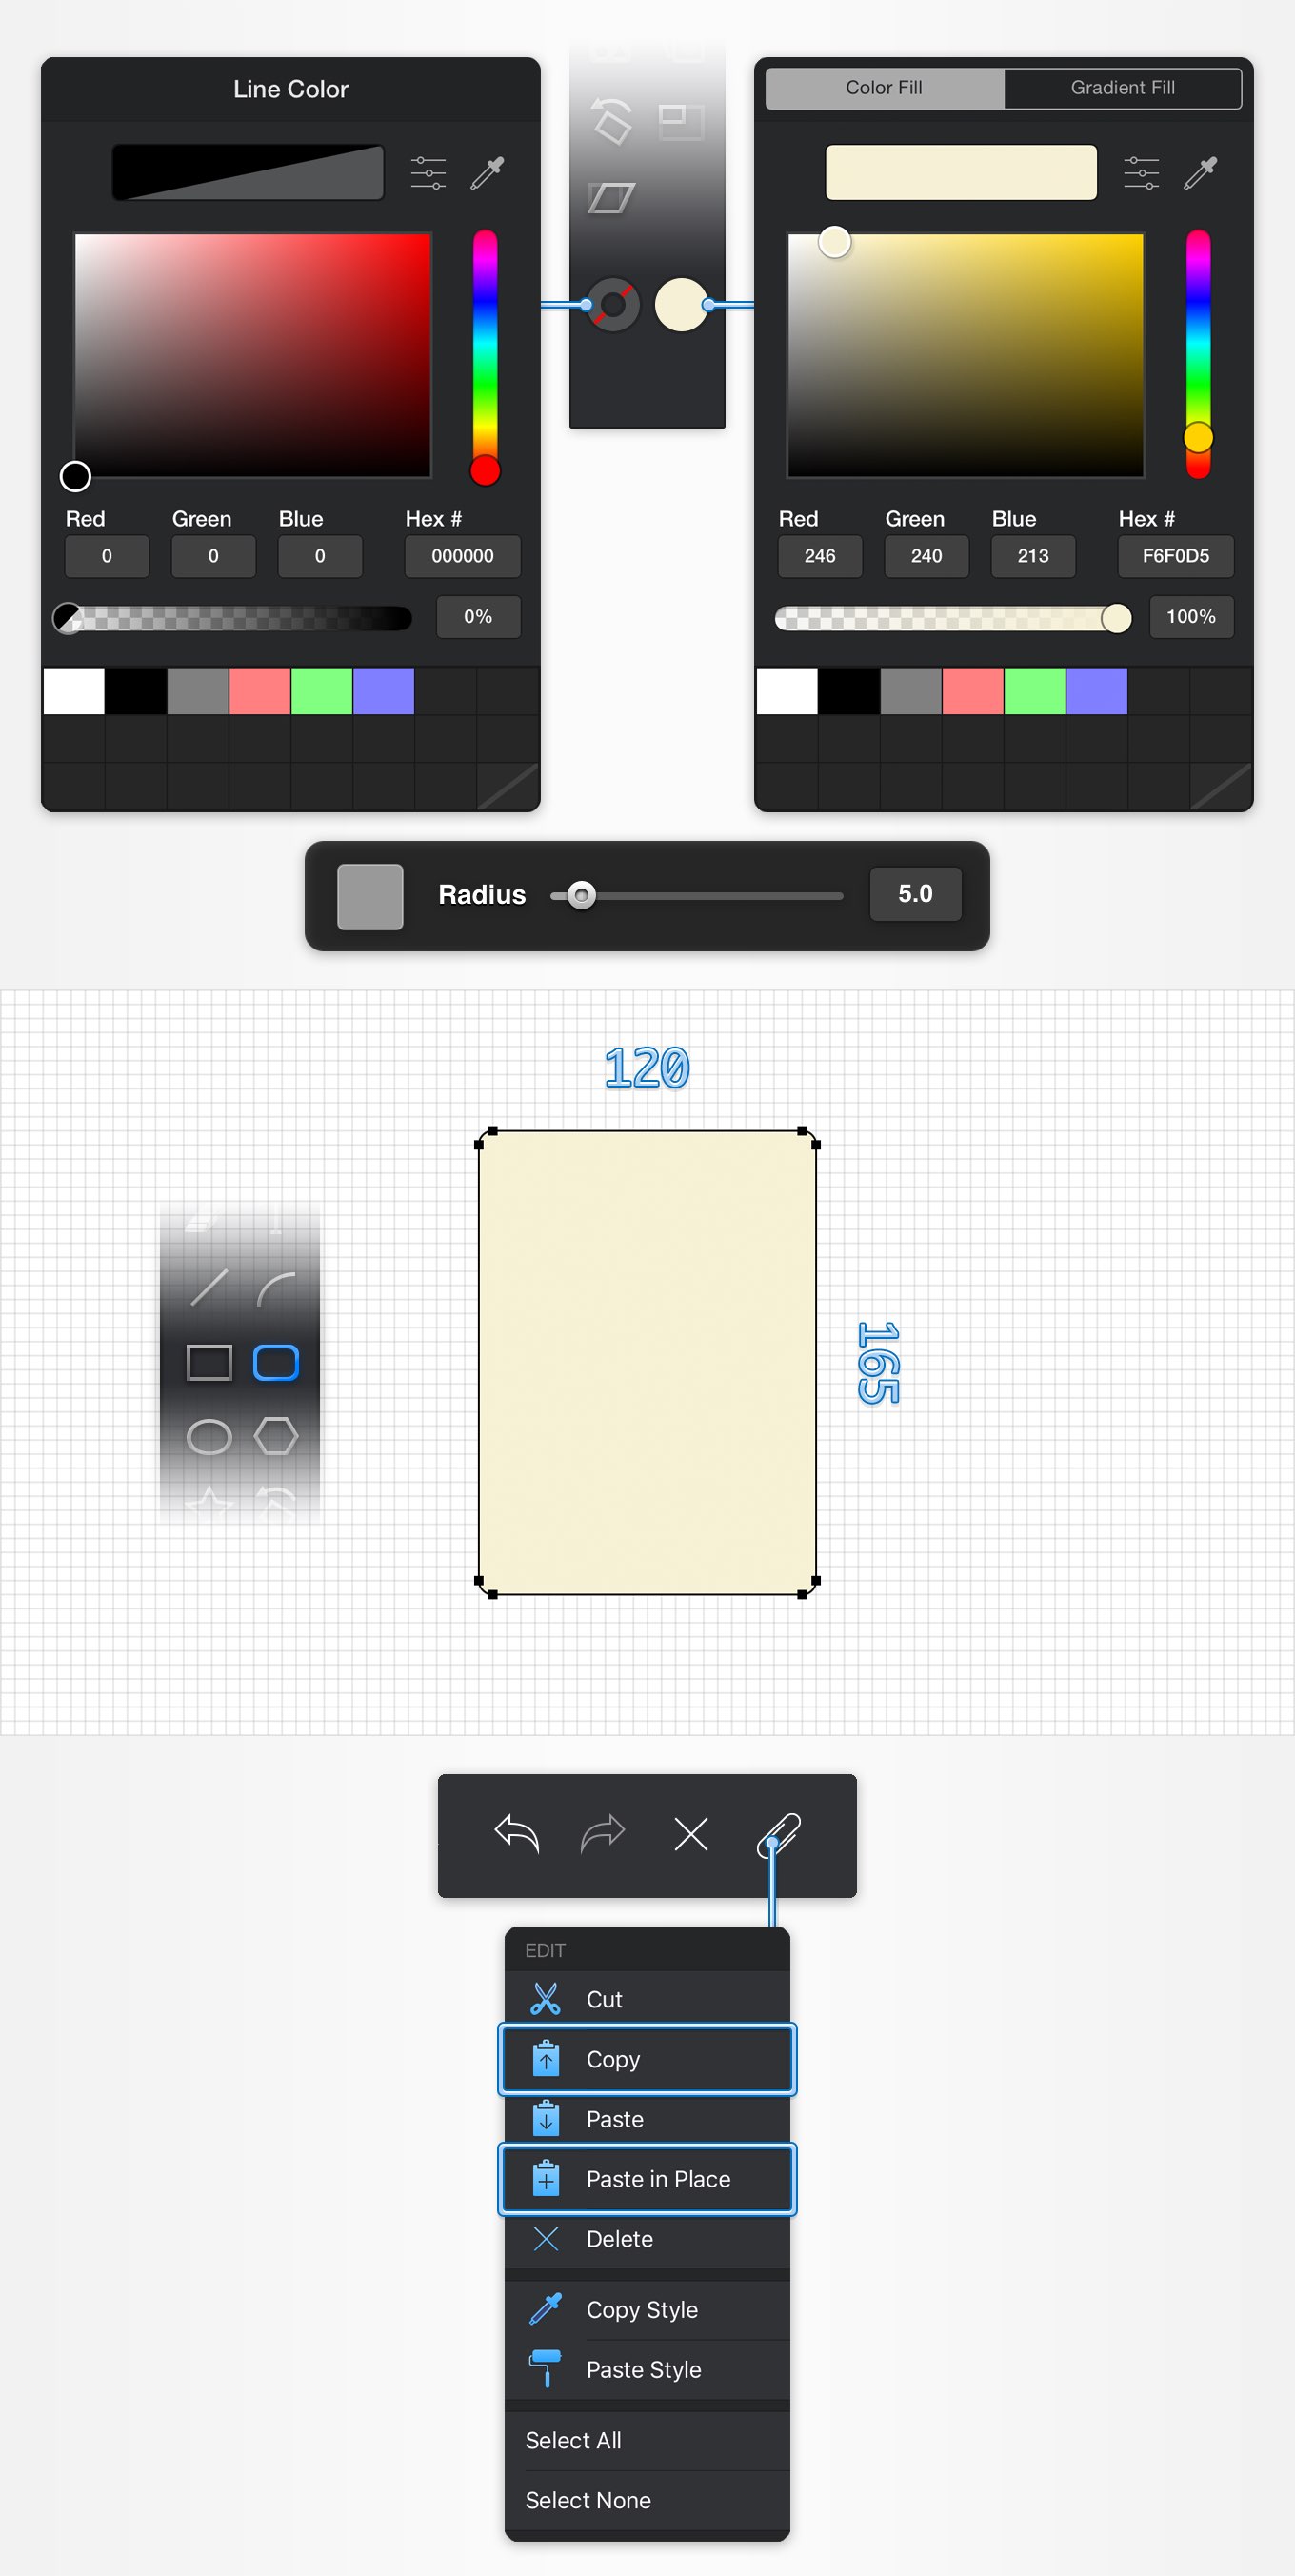 Line Color
Color Fill
Gradient Fill
Red Green Blue Hex #
0 0 0 000000
0%
Red Green Blue Hex #
246 240 213 F6F0D5
100%
Radius 5.0
120
165
EDIT
Cut
Copy
Paste
Paste in Place
Delete
Copy Style
Paste Style
Select All
Select None